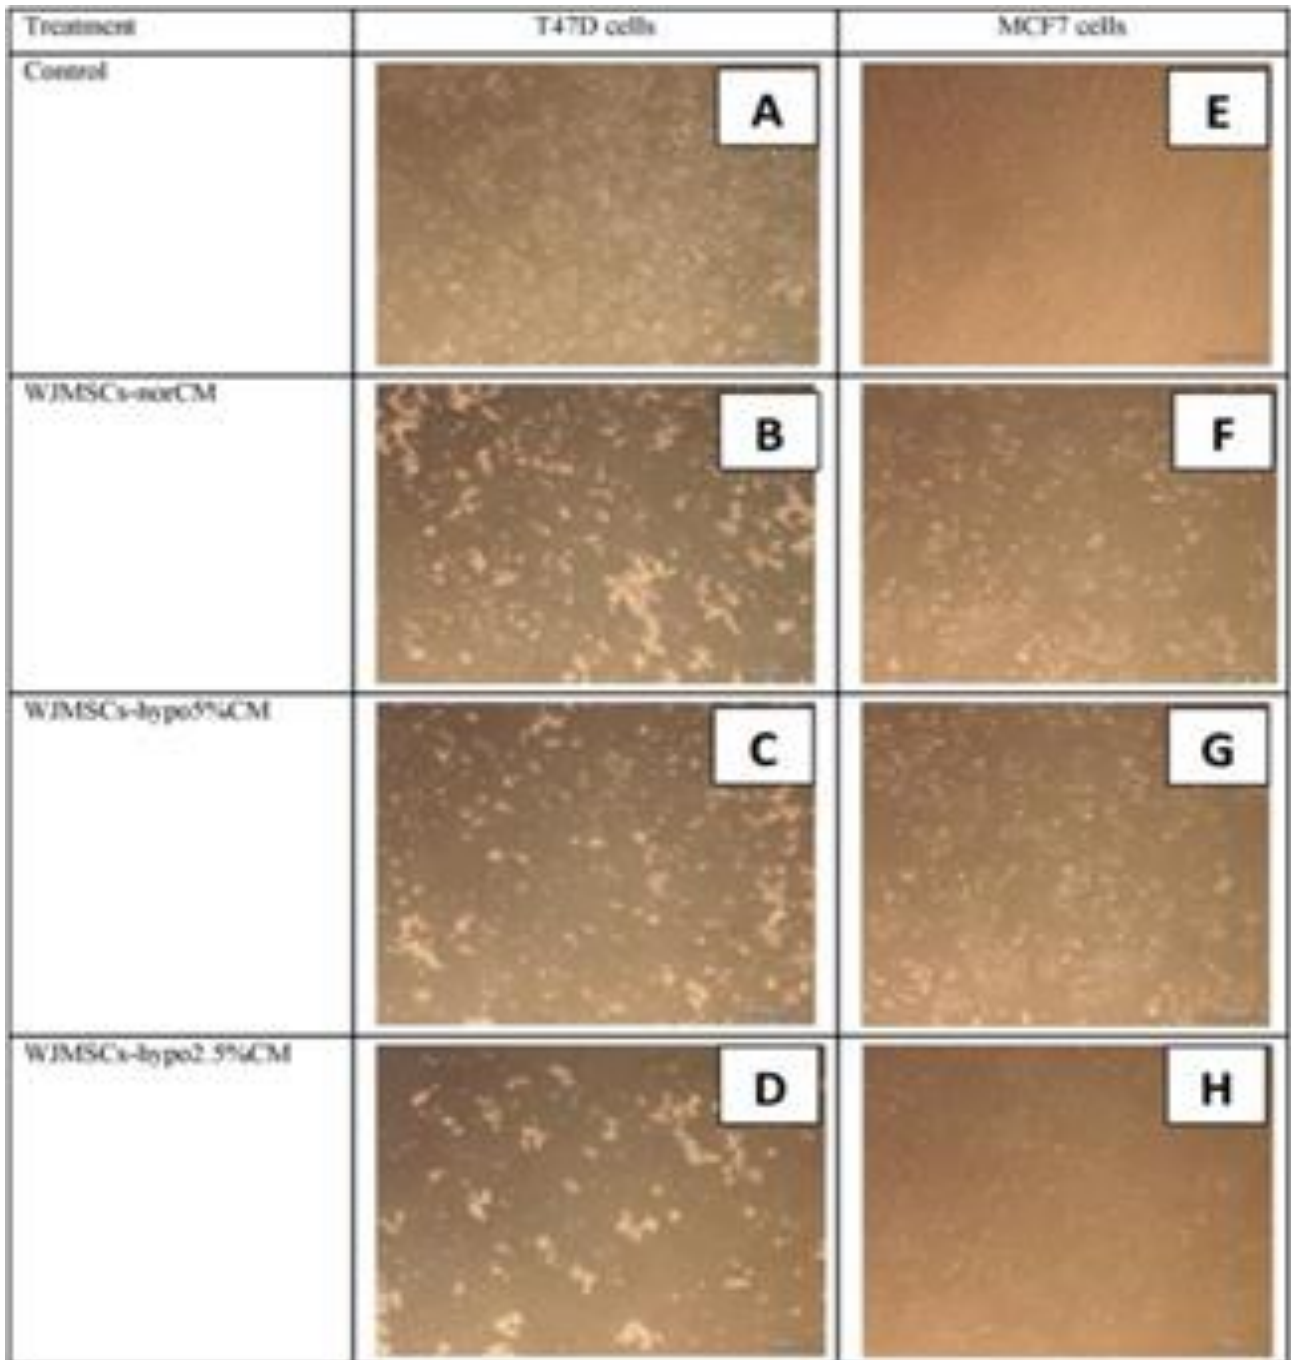 Treatment T47D cells MCF7 cells
Control A E
WJMSCs-norCM B F
WJMSCs-hypo5%CM C G
WJMSCs-hypo2.5%CM D H